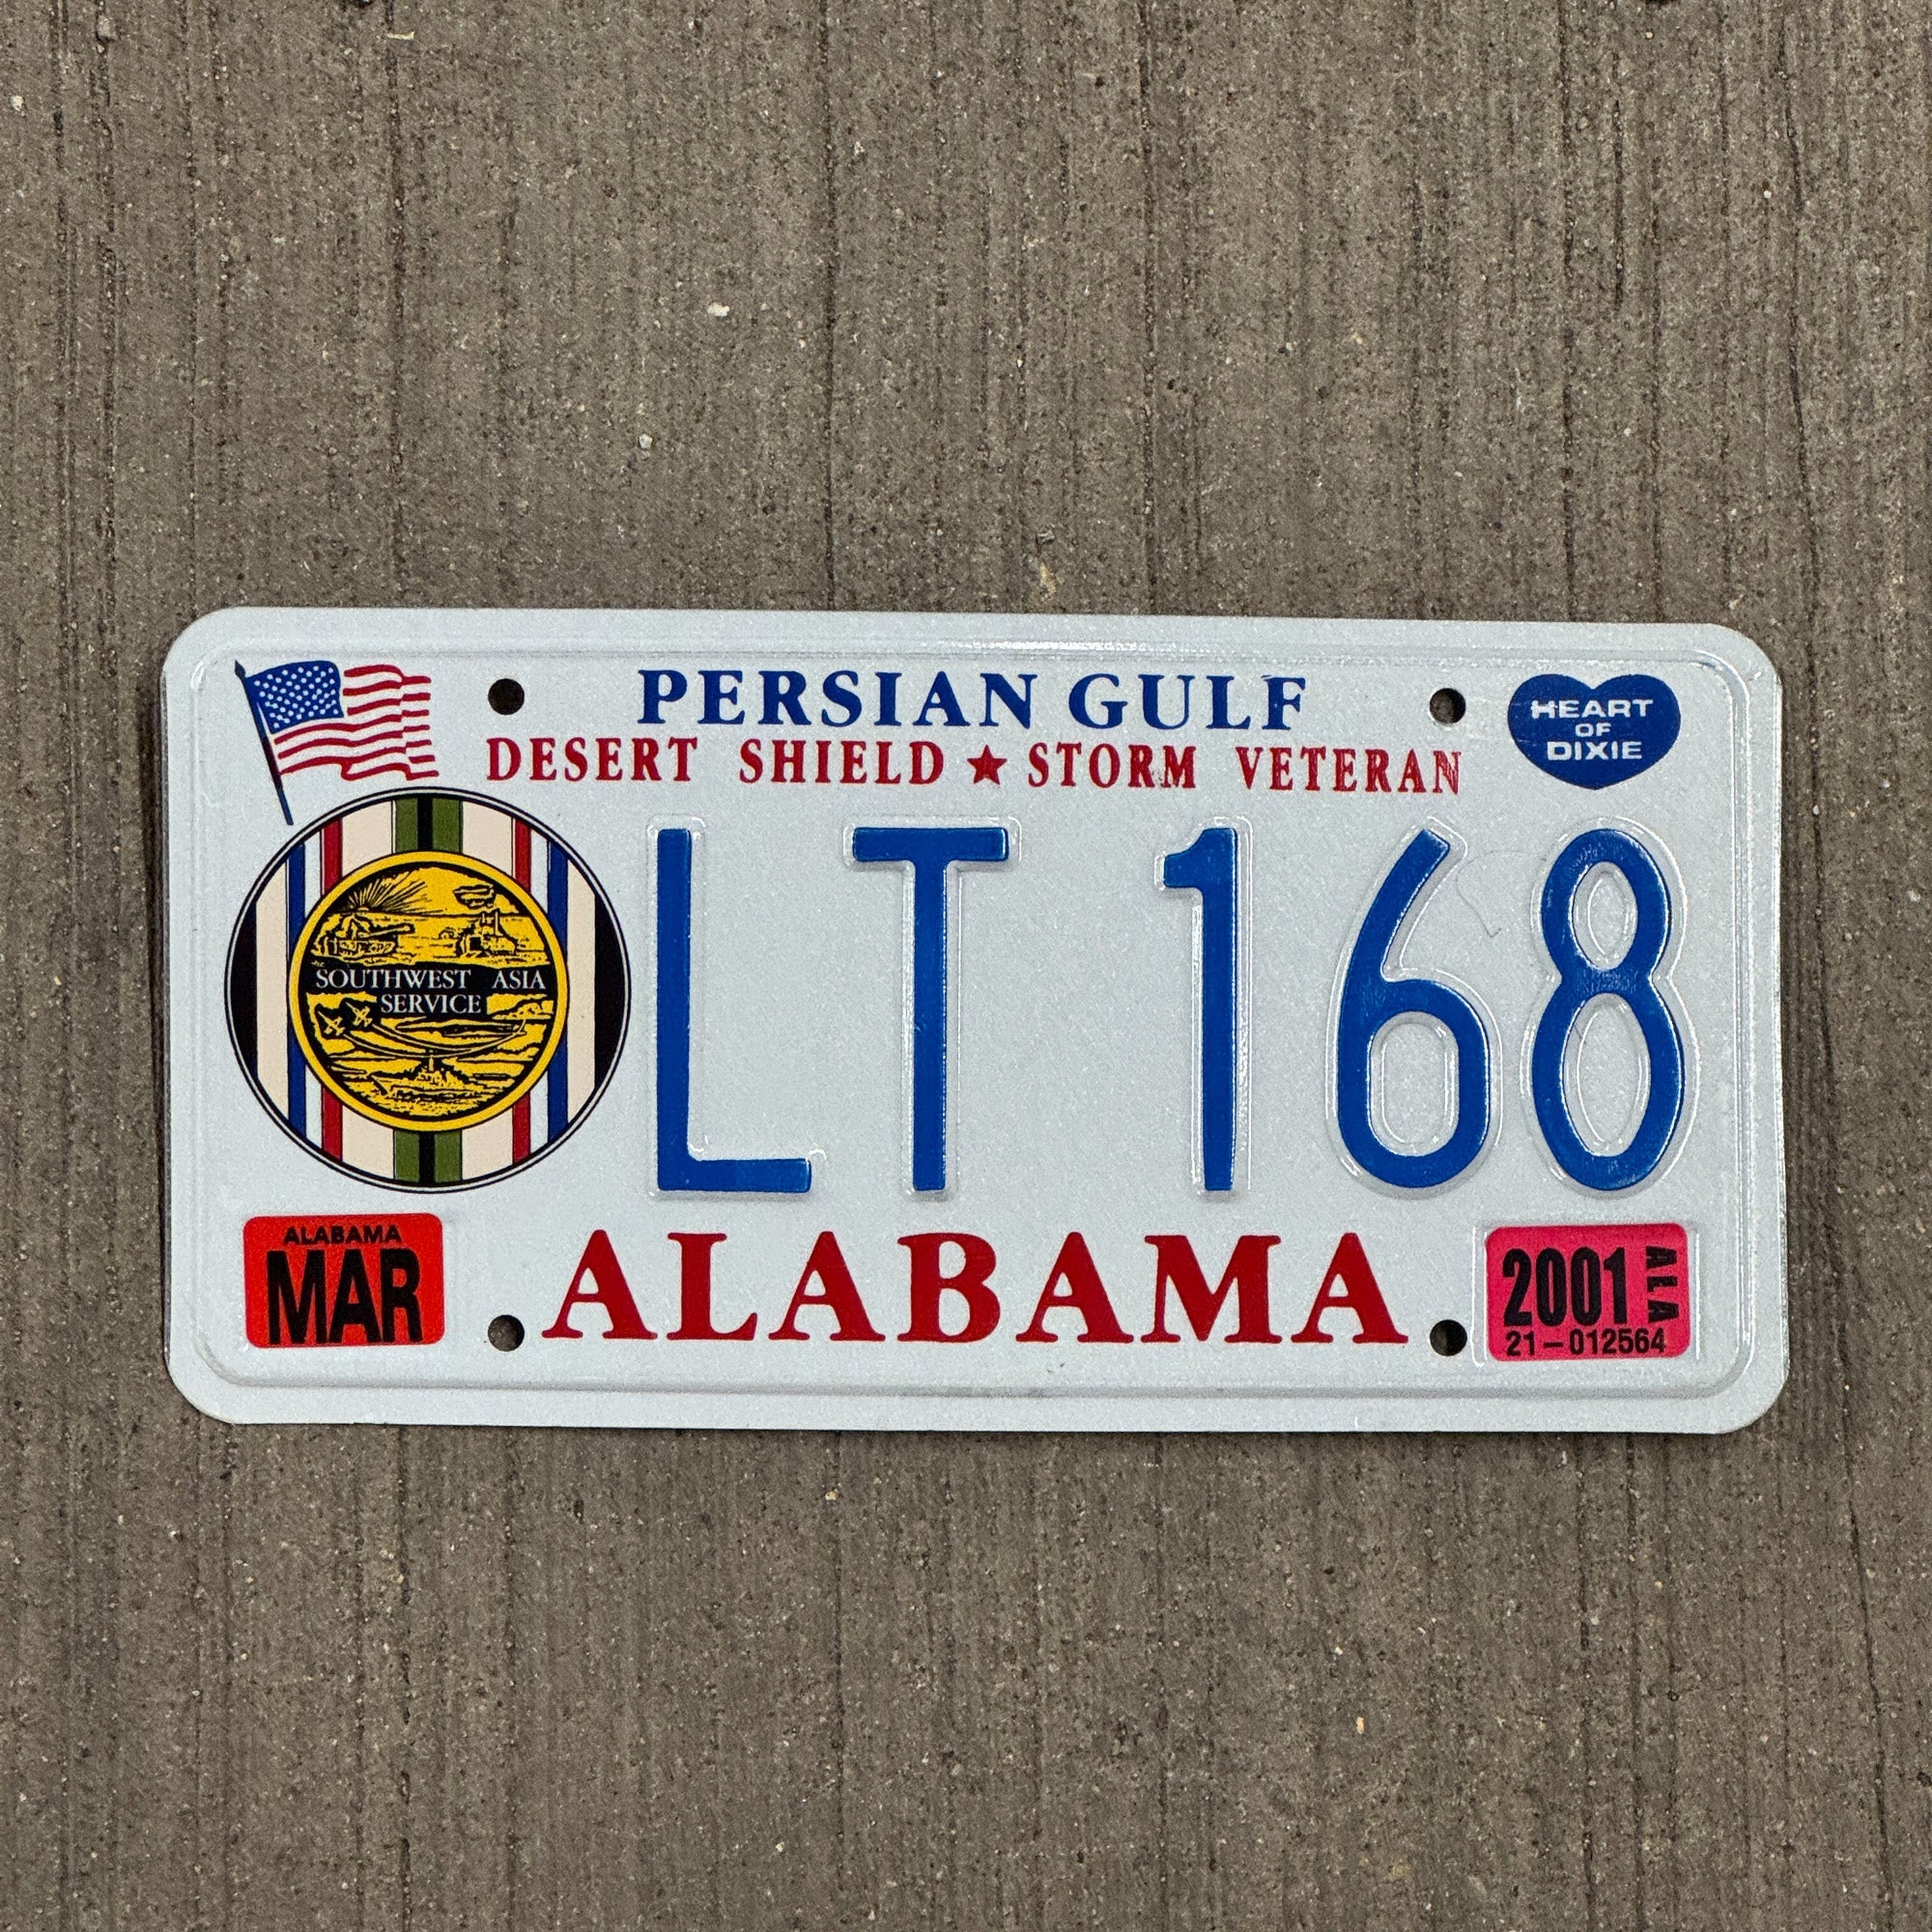 PERSIAN GULF
DESERT SHIELD ★ STORM VETERAN
HEART
OF
DIXIE
SOUTHWEST ASIA
SERVICE
LT 168
ALABAMA
MAR
ALABAMA
2001 ALA
21-012564